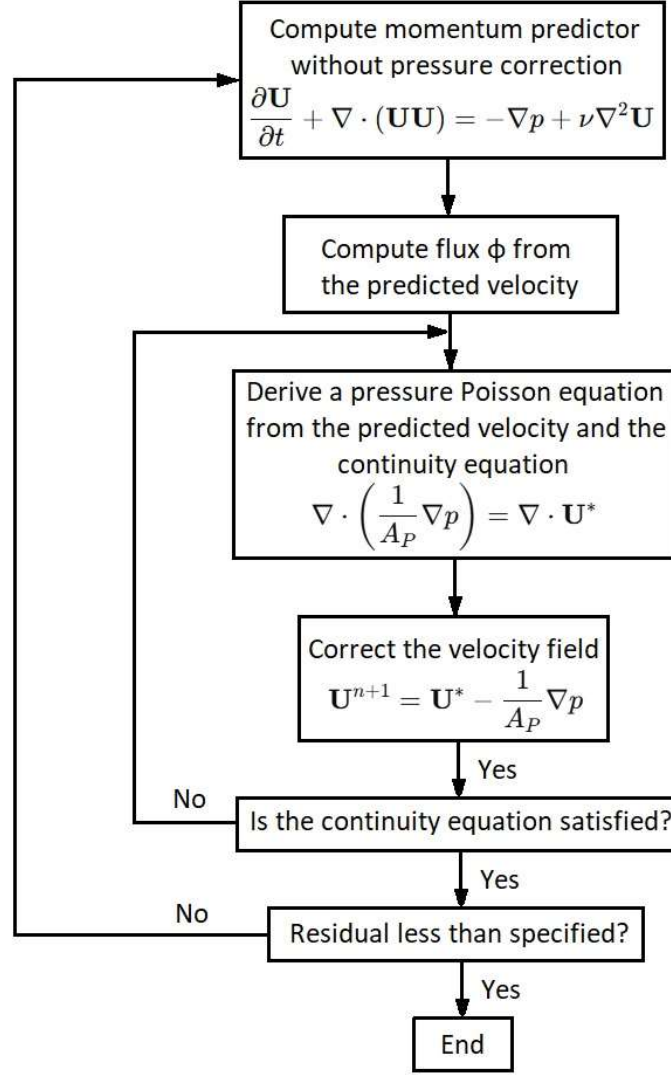 Compute momentum predictor
without pressure correction
∂U/∂t + ∇ · (UU) = −∇p + ν∇²U
Compute flux ϕ from
the predicted velocity
Derive a pressure Poisson equation
from the predicted velocity and the
continuity equation
∇ · (1/A_P ∇p) = ∇ · U*
Correct the velocity field
Uⁿ⁺¹ = U* − 1/A_P ∇p
Yes
No
Is the continuity equation satisfied?
Yes
No
Residual less than specified?
Yes
End